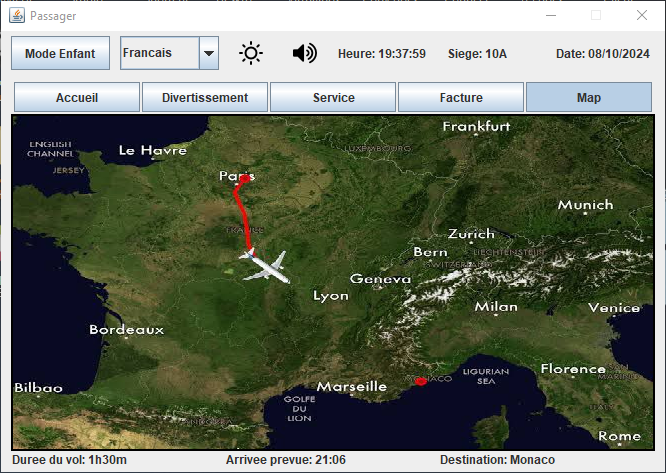 Passager
Mode Enfant
Francais
Heure: 19:37:59
Siege: 10A
Date: 08/10/2024
Accueil
Divertissement
Service
Facture
Map
Frankfurt
ENGLISH
CHANNEL
Le Havre
LUXEMBOURG
JERSEY
Paris
Munich
FRANCE
Zurich
Bern
LIECHTENSTEIN
SWITZERLAND
Geneva
Lyon
Milan
Venice
Bordeaux
Florence
SAN
MARINO
LIGURIAN
SEA
MONACO
Bilbao
Marseille
GOLFE
DU
LION
ITALY
ANDORRA
Rome
Duree du vol: 1h30m
Arrivee prevue: 21:06
Destination: Monaco